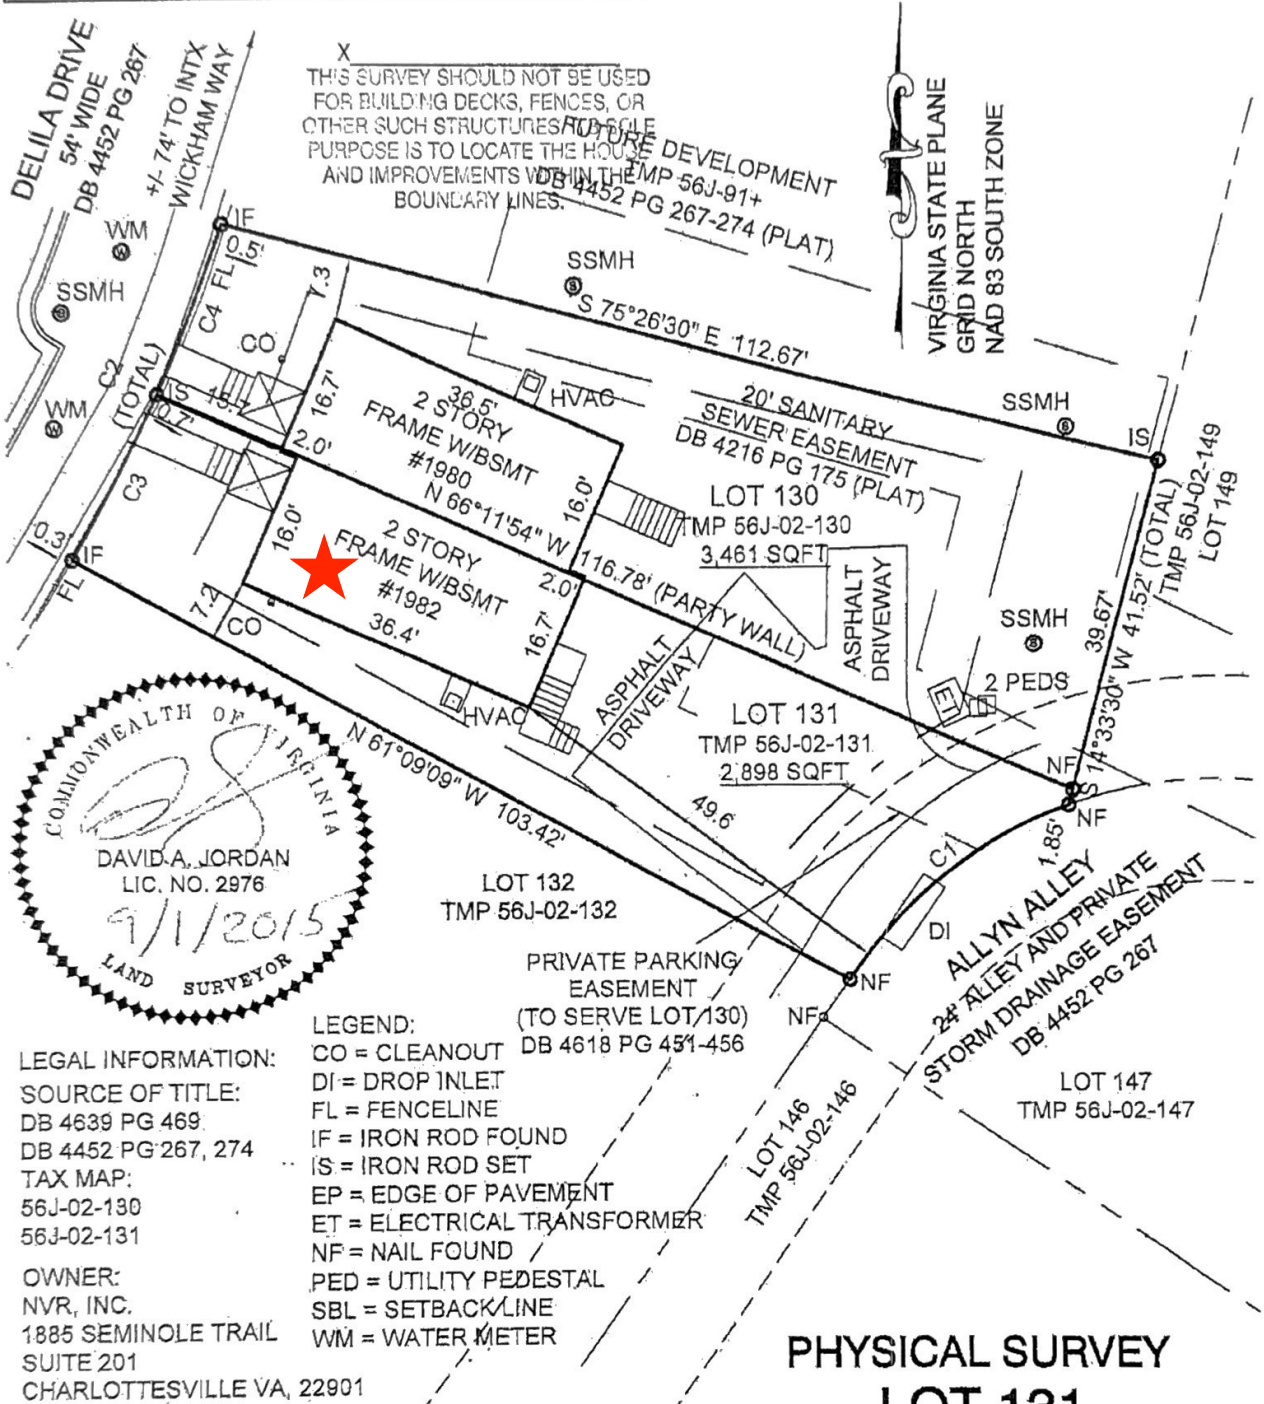 DELILA DRIVE
54' WIDE
DB 4452 PG 267
+/- 74' TO INTX
WICKHAM WAY
X
THIS SURVEY SHOULD NOT BE USED
FOR BUILDING DECKS, FENCES, OR
OTHER SUCH STRUCTURES ITS SOLE
PURPOSE IS TO LOCATE THE HOUSE
AND IMPROVEMENTS WITHIN THE
BOUNDARY LINES.
FUTURE DEVELOPMENT
TMP 56J-91+
DB 4452 PG 267-274 (PLAT)
VIRGINIA STATE PLANE
GRID NORTH
NAD 83 SOUTH ZONE
WM
SSMH
WM
IF
0.5'
FL
C4
C2
(TOTAL)
CO
7.3
SSMH
S 75°26'30" E 112.67'
IS
15.7
0.7'
16.7'
36.5'
2 STORY
FRAME W/BSMT
#1980
2.0'
16.0'
HVAC
20' SANITARY
SEWER EASEMENT
DB 4216 PG 175 (PLAT)
SSMH
IS
LOT 130
TMP 56J-02-130
3,461 SQFT
N 66°11'54" W 116.78' (PARTY WALL)
C3
0.3'
IF
FL
16.0'
2 STORY
FRAME W/BSMT
#1982
36.4'
2.0'
16.7'
7.2'
CO
HVAC
ASPHALT
DRIVEWAY
ASPHALT
DRIVEWAY
SSMH
2 PEDS
ET
39.67'
S 14°33'30" W 41.52' (TOTAL)
TMP 56J-02-149
LOT 149
LOT 131
TMP 56J-02-131
2,898 SQFT
NF
NF
1.85'
C1
DI
49.6
N 61°09'09" W 103.42'
LOT 132
TMP 56J-02-132
NF
NF
PRIVATE PARKING
EASEMENT
(TO SERVE LOT 130)
DB 4618 PG 451-456
ALLYN ALLEY
24' ALLEY AND PRIVATE
STORM DRAINAGE EASEMENT
DB 4452 PG 267
LOT 147
TMP 56J-02-147
LOT 146
TMP 56J-02-146
COMMONWEALTH OF VIRGINIA
DAVID A. JORDAN
LIC. NO. 2976
9/1/2015
LAND SURVEYOR
LEGAL INFORMATION:
SOURCE OF TITLE:
DB 4639 PG 469
DB 4452 PG 267, 274
TAX MAP:
56J-02-130
56J-02-131
OWNER:
NVR, INC.
1885 SEMINOLE TRAIL
SUITE 201
CHARLOTTESVILLE VA, 22901
LEGEND:
CO = CLEANOUT
DI = DROP INLET
FL = FENCELINE
IF = IRON ROD FOUND
IS = IRON ROD SET
EP = EDGE OF PAVEMENT
ET = ELECTRICAL TRANSFORMER
NF = NAIL FOUND
PED = UTILITY PEDESTAL
SBL = SETBACK LINE
WM = WATER METER
PHYSICAL SURVEY
LOT 131